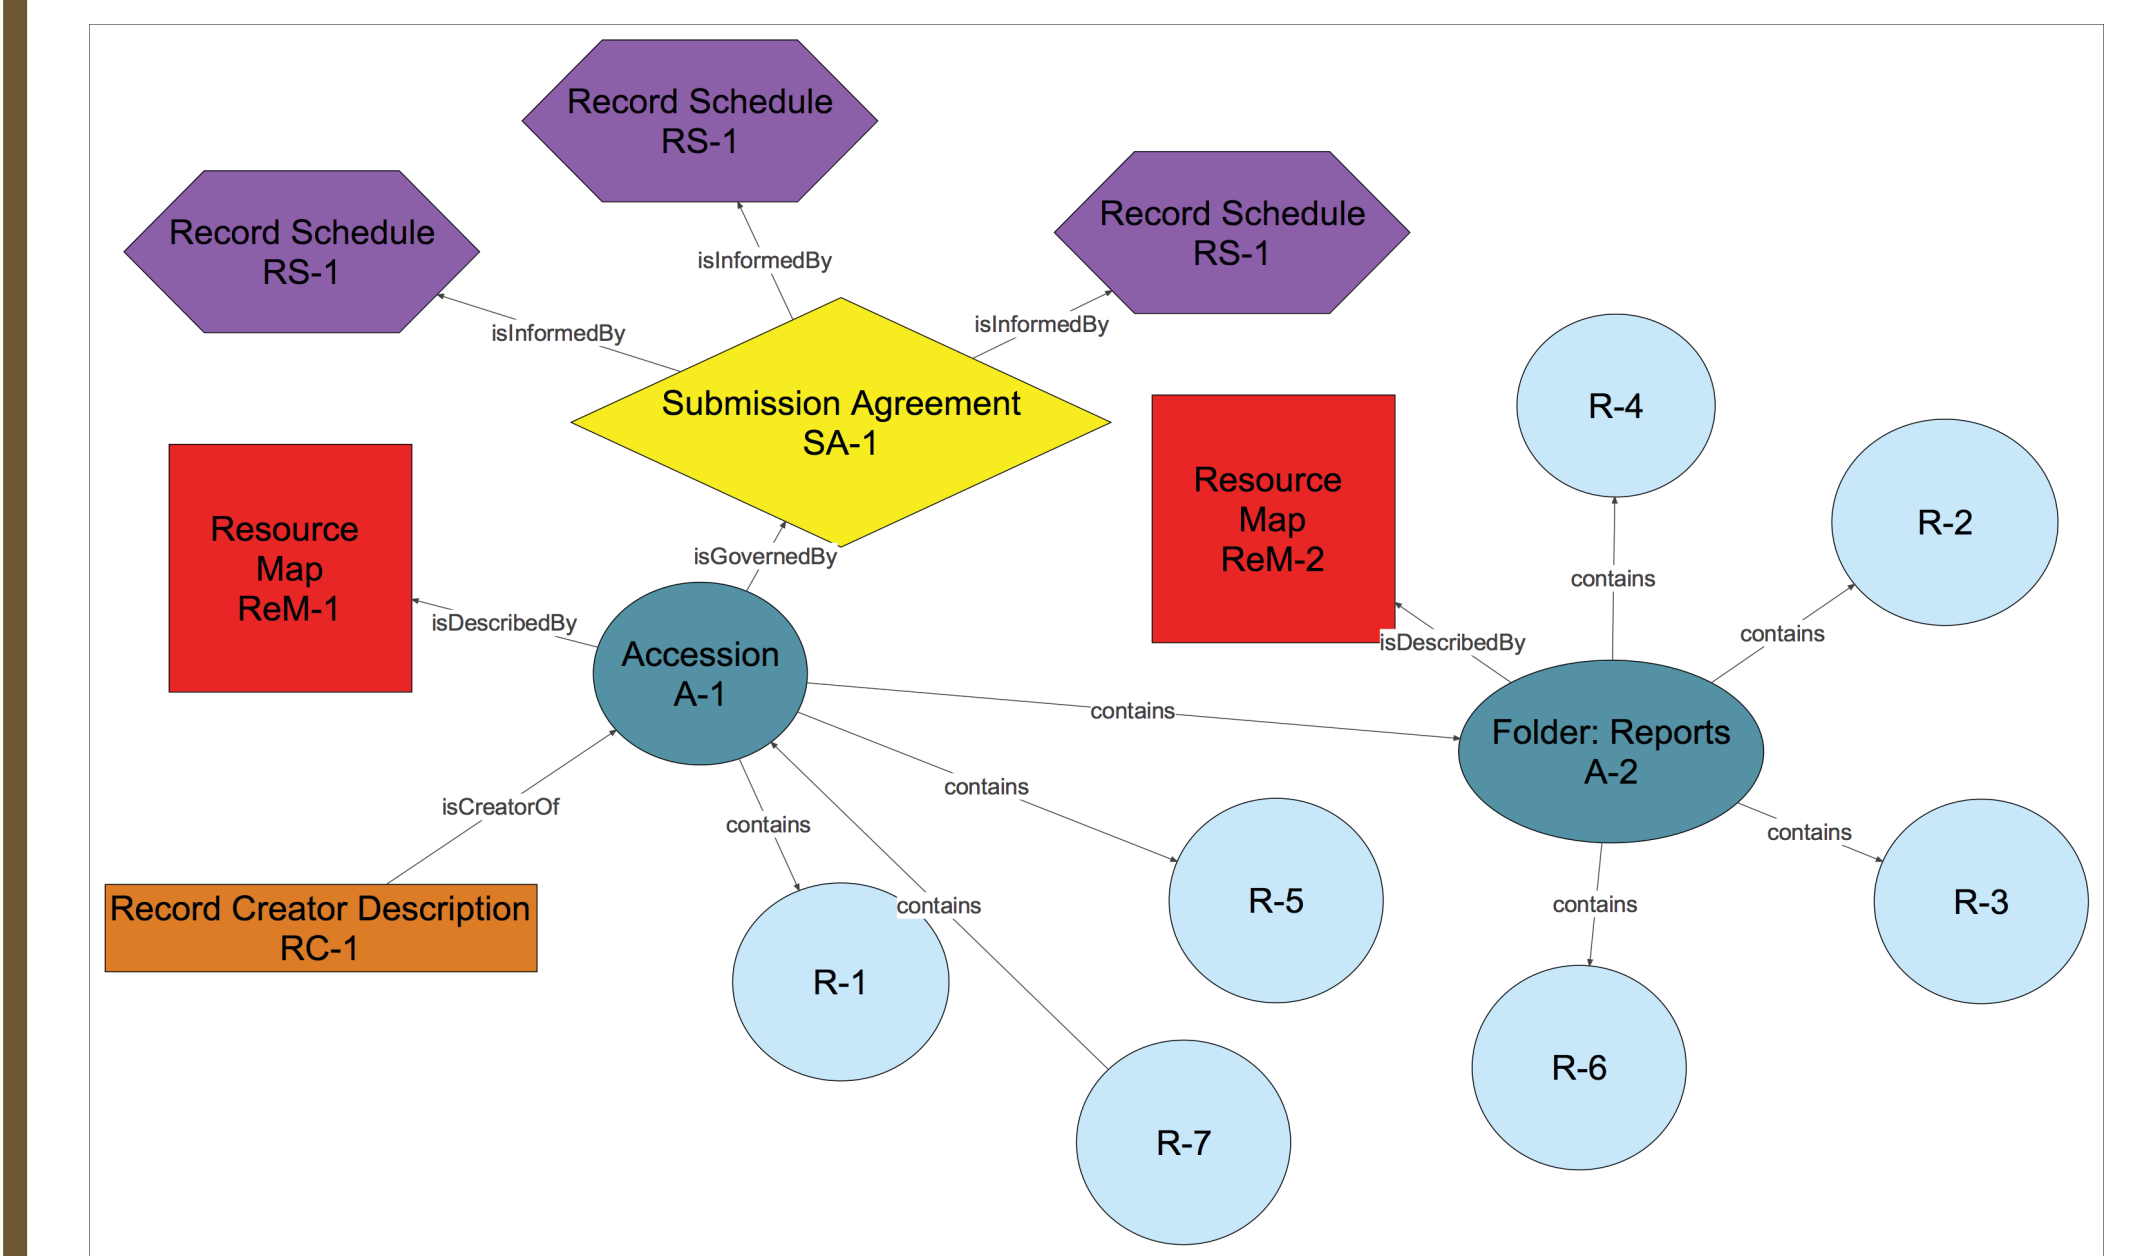 Record Schedule
RS-1
Record Schedule
RS-1
Record Schedule
RS-1
isInformedBy
isInformedBy
isInformedBy
Submission Agreement
SA-1
R-4
Resource
Map
ReM-2
R-2
Resource
Map
ReM-1
isGovernedBy
contains
isDescribedBy
contains
isDescribedBy
Accession
A-1
contains
Folder: Reports
A-2
contains
isCreatorOf
contains
contains
contains
contains
Record Creator Description
RC-1
R-5
R-3
R-1
R-6
R-7